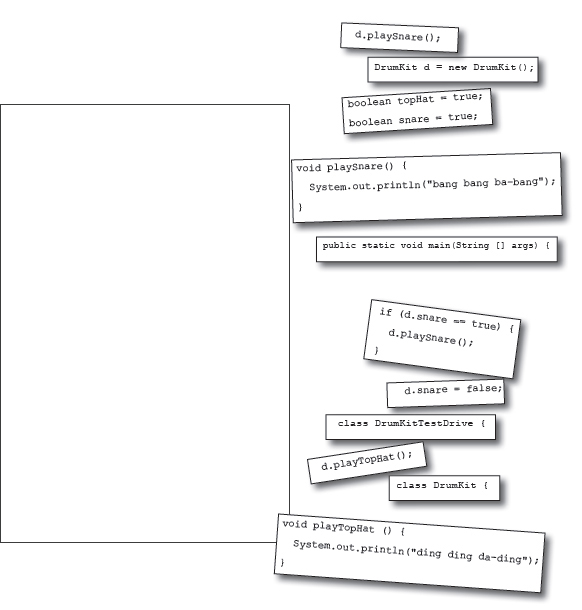 d.playSnare();
DrumKit d = new DrumKit();
boolean topHat = true;
boolean snare = true;
void playSnare() {
System.out.println("bang bang ba-bang");
}
public static void main(String [] args) {
if (d.snare == true) {
d.playSnare();
}
d.snare = false;
class DrumKitTestDrive {
d.playTopHat();
class DrumKit {
void playTopHat () {
System.out.println("ding ding da-ding");
}